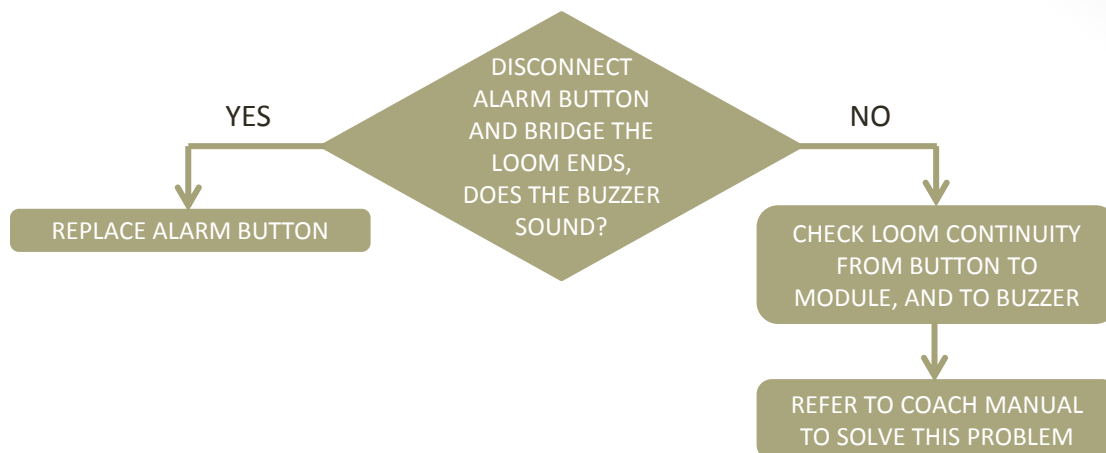 DISCONNECT
ALARM BUTTON
AND BRIDGE THE
LOOM ENDS,
DOES THE BUZZER
SOUND?
YES
NO
REPLACE ALARM BUTTON
CHECK LOOM CONTINUITY
FROM BUTTON TO
MODULE, AND TO BUZZER
REFER TO COACH MANUAL
TO SOLVE THIS PROBLEM